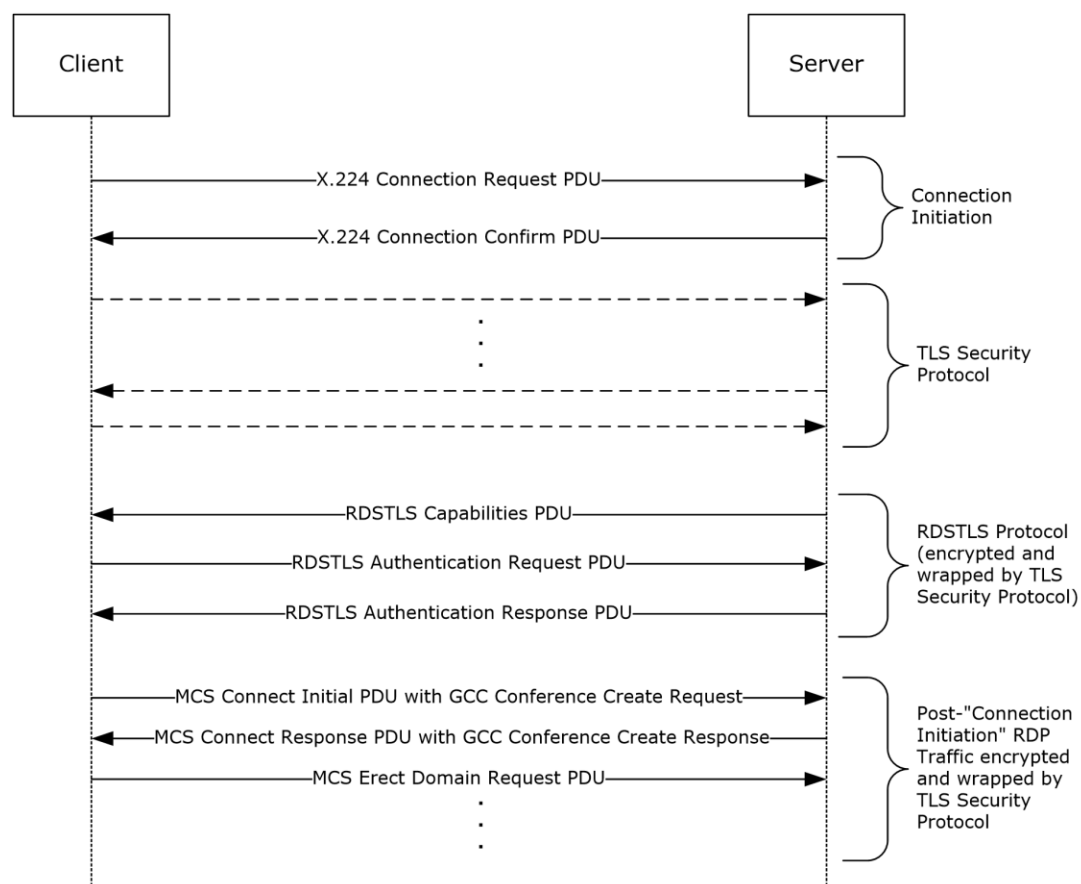 Client
Server
X.224 Connection Request PDU
X.224 Connection Confirm PDU
Connection
Initiation
TLS Security
Protocol
RDSTLS Capabilities PDU
RDSTLS Authentication Request PDU
RDSTLS Authentication Response PDU
RDSTLS Protocol
(encrypted and
wrapped by TLS
Security Protocol)
MCS Connect Initial PDU with GCC Conference Create Request
MCS Connect Response PDU with GCC Conference Create Response
MCS Erect Domain Request PDU
Post-"Connection
Initiation" RDP
Traffic encrypted
and wrapped by
TLS Security
Protocol